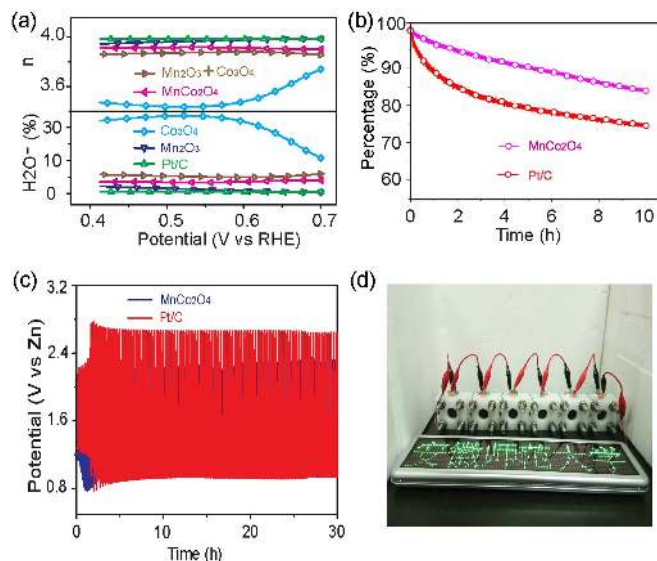 (a)
4.0
3.6
n
Mn2O3+Co3O4
MnCo2O4
Co3O4
Mn2O3
Pt/C
30
10
0
H2O⁻ (%)
0.4 0.5 0.6 0.7
Potential (V vs RHE)
(b)
100
90
80
70
60
Percentage (%)
MnCo2O4
Pt/C
0 2 4 6 8 10
Time (h)
(c)
3.2
2.4
1.6
0.8
Potential (V vs Zn)
MnCo2O4
Pt/C
0 10 20 30
Time (h)
(d)